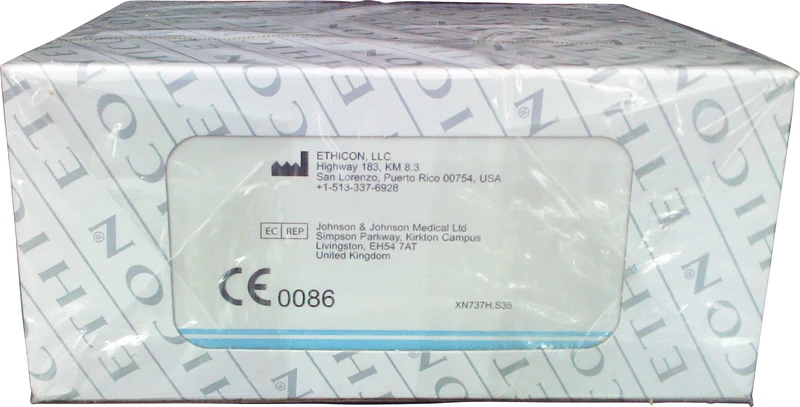 ETHICON, LLC
Highway 183, KM 8.3
San Lorenzo, Puerto Rico 00754, USA
+1-513-337-6928
EC REP
Johnson & Johnson Medical Ltd
Simpson Parkway, Kirkton Campus
Livingston, EH54 7AT
United Kingdom
CE 0086
XN737H.S35
ETHICON®